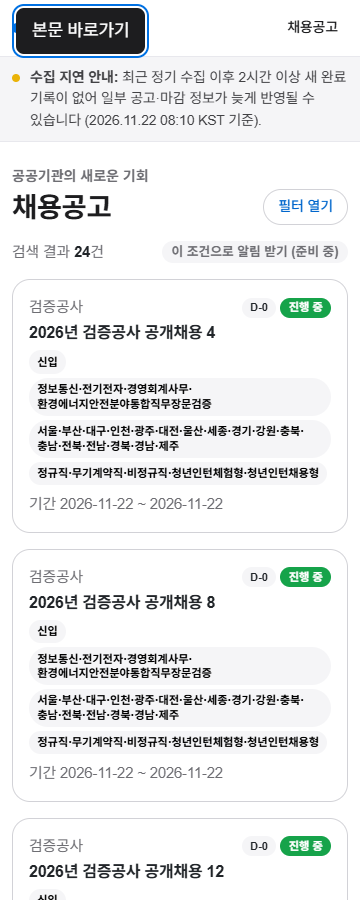 본문 바로가기
채용공고
수집 지연 안내: 최근 정기 수집 이후 2시간 이상 새 완료
기록이 없어 일부 공고·마감 정보가 늦게 반영될 수
있습니다 (2026.11.22 08:10 KST 기준).
공공기관의 새로운 기회
채용공고
필터 열기
검색 결과 24건
이 조건으로 알림 받기 (준비 중)
검증공사
D-0
진행 중
2026년 검증공사 공개채용 4
신입
정보통신·전기전자·경영회계사무·
환경에너지안전분야통합직무장문검증
서울·부산·대구·인천·광주·대전·울산·세종·경기·강원·충북·
충남·전북·전남·경북·경남·제주
정규직·무기계약직·비정규직·청년인턴체험형·청년인턴채용형
기간 2026-11-22 ~ 2026-11-22
검증공사
D-0
진행 중
2026년 검증공사 공개채용 8
신입
정보통신·전기전자·경영회계사무·
환경에너지안전분야통합직무장문검증
서울·부산·대구·인천·광주·대전·울산·세종·경기·강원·충북·
충남·전북·전남·경북·경남·제주
정규직·무기계약직·비정규직·청년인턴체험형·청년인턴채용형
기간 2026-11-22 ~ 2026-11-22
검증공사
D-0
진행 중
2026년 검증공사 공개채용 12
신입